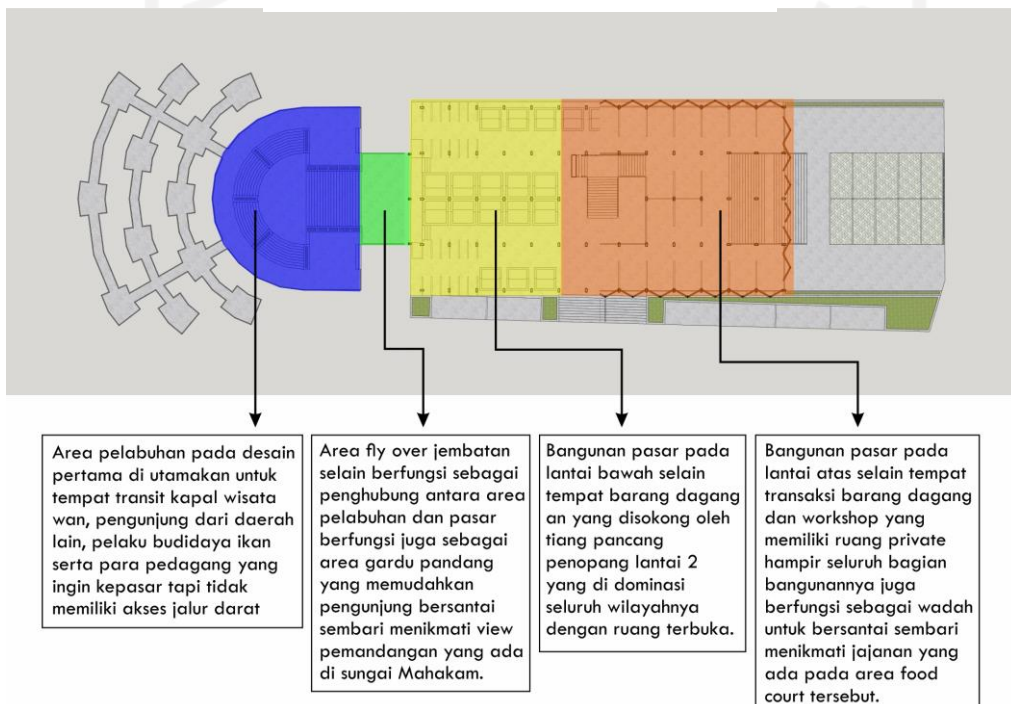 Area pelabuhan pada desain
pertama di utamakan untuk
tempat transit kapal wisata
wan, pengunjung dari daerah
lain, pelaku budidaya ikan
serta para pedagang yang
ingin kepasar tapi tidak
memiliki akses jalur darat
Area fly over jembatan
selain berfungsi sebagai
penghubung antara area
pelabuhan dan pasar
berfungsi juga sebagai
area gardu pandang
yang memudahkan
pengunjung bersantai
sembari menikmati view
pemandangan yang ada
di sungai Mahakam.
Bangunan pasar pada
lantai bawah selain
tempat barang dagang
an yang disokong oleh
tiang pancang
penopang lantai 2
yang di dominasi
seluruh wilayahnya
dengan ruang terbuka.
Bangunan pasar pada
lantai atas selain tempat
transaksi barang dagang
dan workshop yang
memiliki ruang private
hampir seluruh bagian
bangunannya juga
berfungsi sebagai wadah
untuk bersantai sembari
menikmati jajanan yang
ada pada area food
court tersebut.